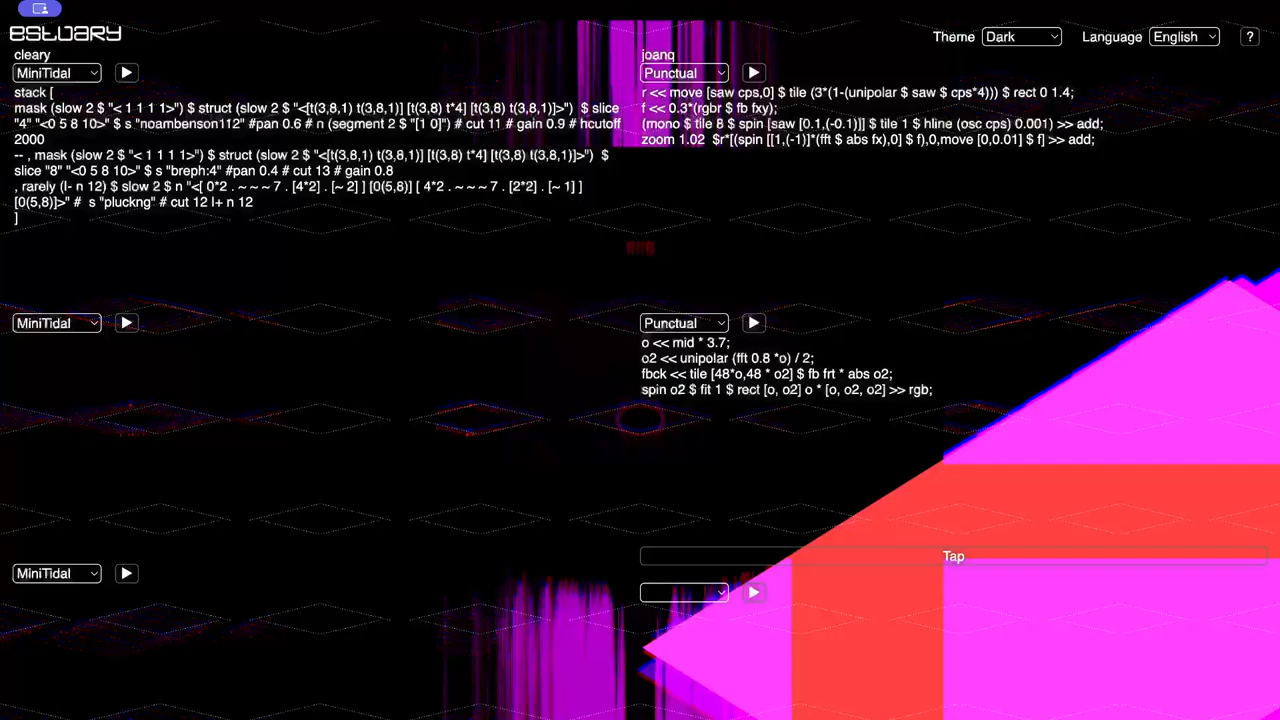 estuary
Theme Dark Language English ?
cleary
MiniTidal
stack [
mask (slow 2 $ "< 1 1 1 1>") $ struct (slow 2 $ "<[t(3,8,1) t(3,8,1)] [t(3,8) t*4] [t(3,8) t(3,8,1)]>")  $ slice
"4" "<0 5 8 10>" $ s "noambenson112" #pan 0.6 # n (segment 2 $ "[1 0]") # cut 11 # gain 0.9 # hcutoff
2000
-- , mask (slow 2 $ "< 1 1 1 1>") $ struct (slow 2 $ "<[t(3,8,1) t(3,8,1)] [t(3,8) t*4] [t(3,8) t(3,8,1)]>")  $
slice "8" "<0 5 8 10>" $ s "breph:4" #pan 0.4 # cut 13 # gain 0.8
, rarely (|- n 12) $ slow 2 $ n "<[ 0*2 . ~ ~ ~ 7 . [4*2] . [~ 2] ] [0(5,8)] [ 4*2 . ~ ~ ~ 7 . [2*2] . [~ 1] ]
[0(5,8)]>" #  s "pluckng" # cut 12 |+ n 12
]
joanq
Punctual
r << move [saw cps,0] $ tile (3*(1-(unipolar $ saw $ cps*4))) $ rect 0 1.4;
f << 0.3*(rgbr $ fb fxy);
(mono $ tile 8 $ spin [saw [0.1,(-0.1)]] $ tile 1 $ hline (osc cps) 0.001) >> add;
zoom 1.02  $r*[(spin [[1,(-1)]*(fft $ abs fx),0] $ f),0,move [0,0.01] $ f] >> add;
MiniTidal
Punctual
o << mid * 3.7;
o2 << unipolar (fft 0.8 *o) / 2;
fbck << tile [48*o,48 * o2] $ fb frt * abs o2;
spin o2 $ fit 1 $ rect [o, o2] o * [o, o2, o2] >> rgb;
Tap
MiniTidal